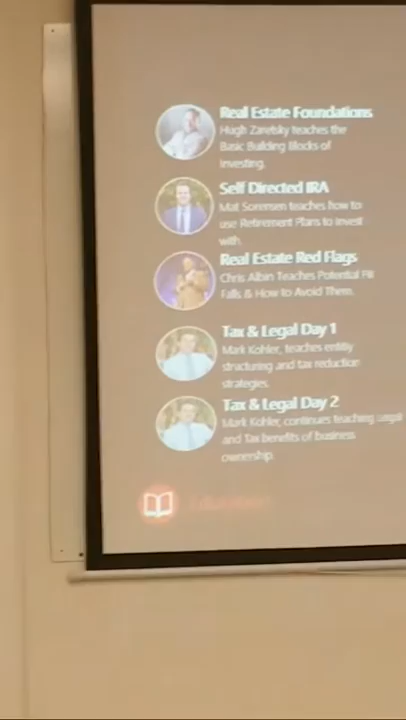 Real Estate Foundations
Hugh Zaretsky teaches the
Basic Building Blocks of
Investing.
Self Directed IRA
Mat Sorensen teaches how to
use Retirement Plans to invest
with.
Real Estate Red Flags
Chris Albin Teaches Potential Pit
Falls & How to Avoid Them.
Tax & Legal Day 1
Mark Kohler, teaches entity
structuring and tax reduction
strategies.
Tax & Legal Day 2
Mark Kohler, continues teaching Legal
and Tax benefits of business
ownership.
Education